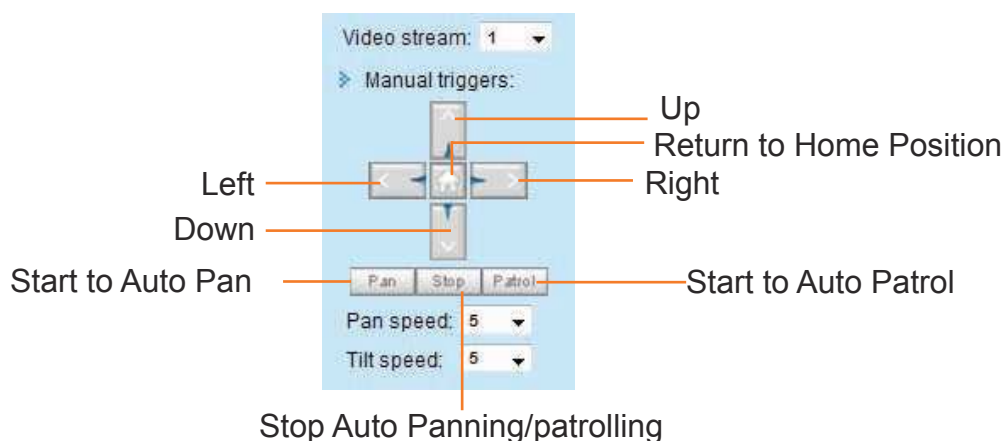 Video stream: 1
Manual triggers:
Up
Return to Home Position
Left
Right
Down
Start to Auto Pan
Pan Stop Patrol
Start to Auto Patrol
Pan speed: 5
Tilt speed: 5
Stop Auto Panning/patrolling